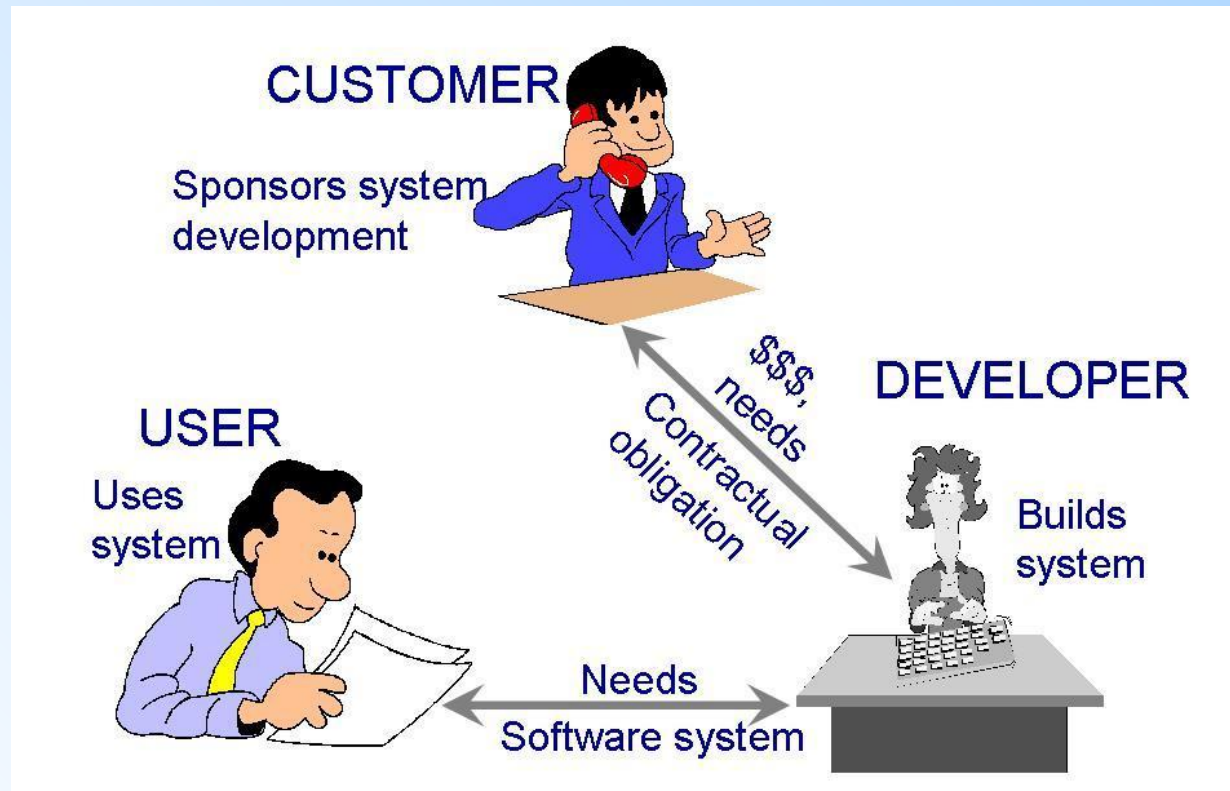 CUSTOMER
Sponsors system
development
$$$,
needs
Contractual
obligation
DEVELOPER
Builds
system
USER
Uses
system
Needs
Software system